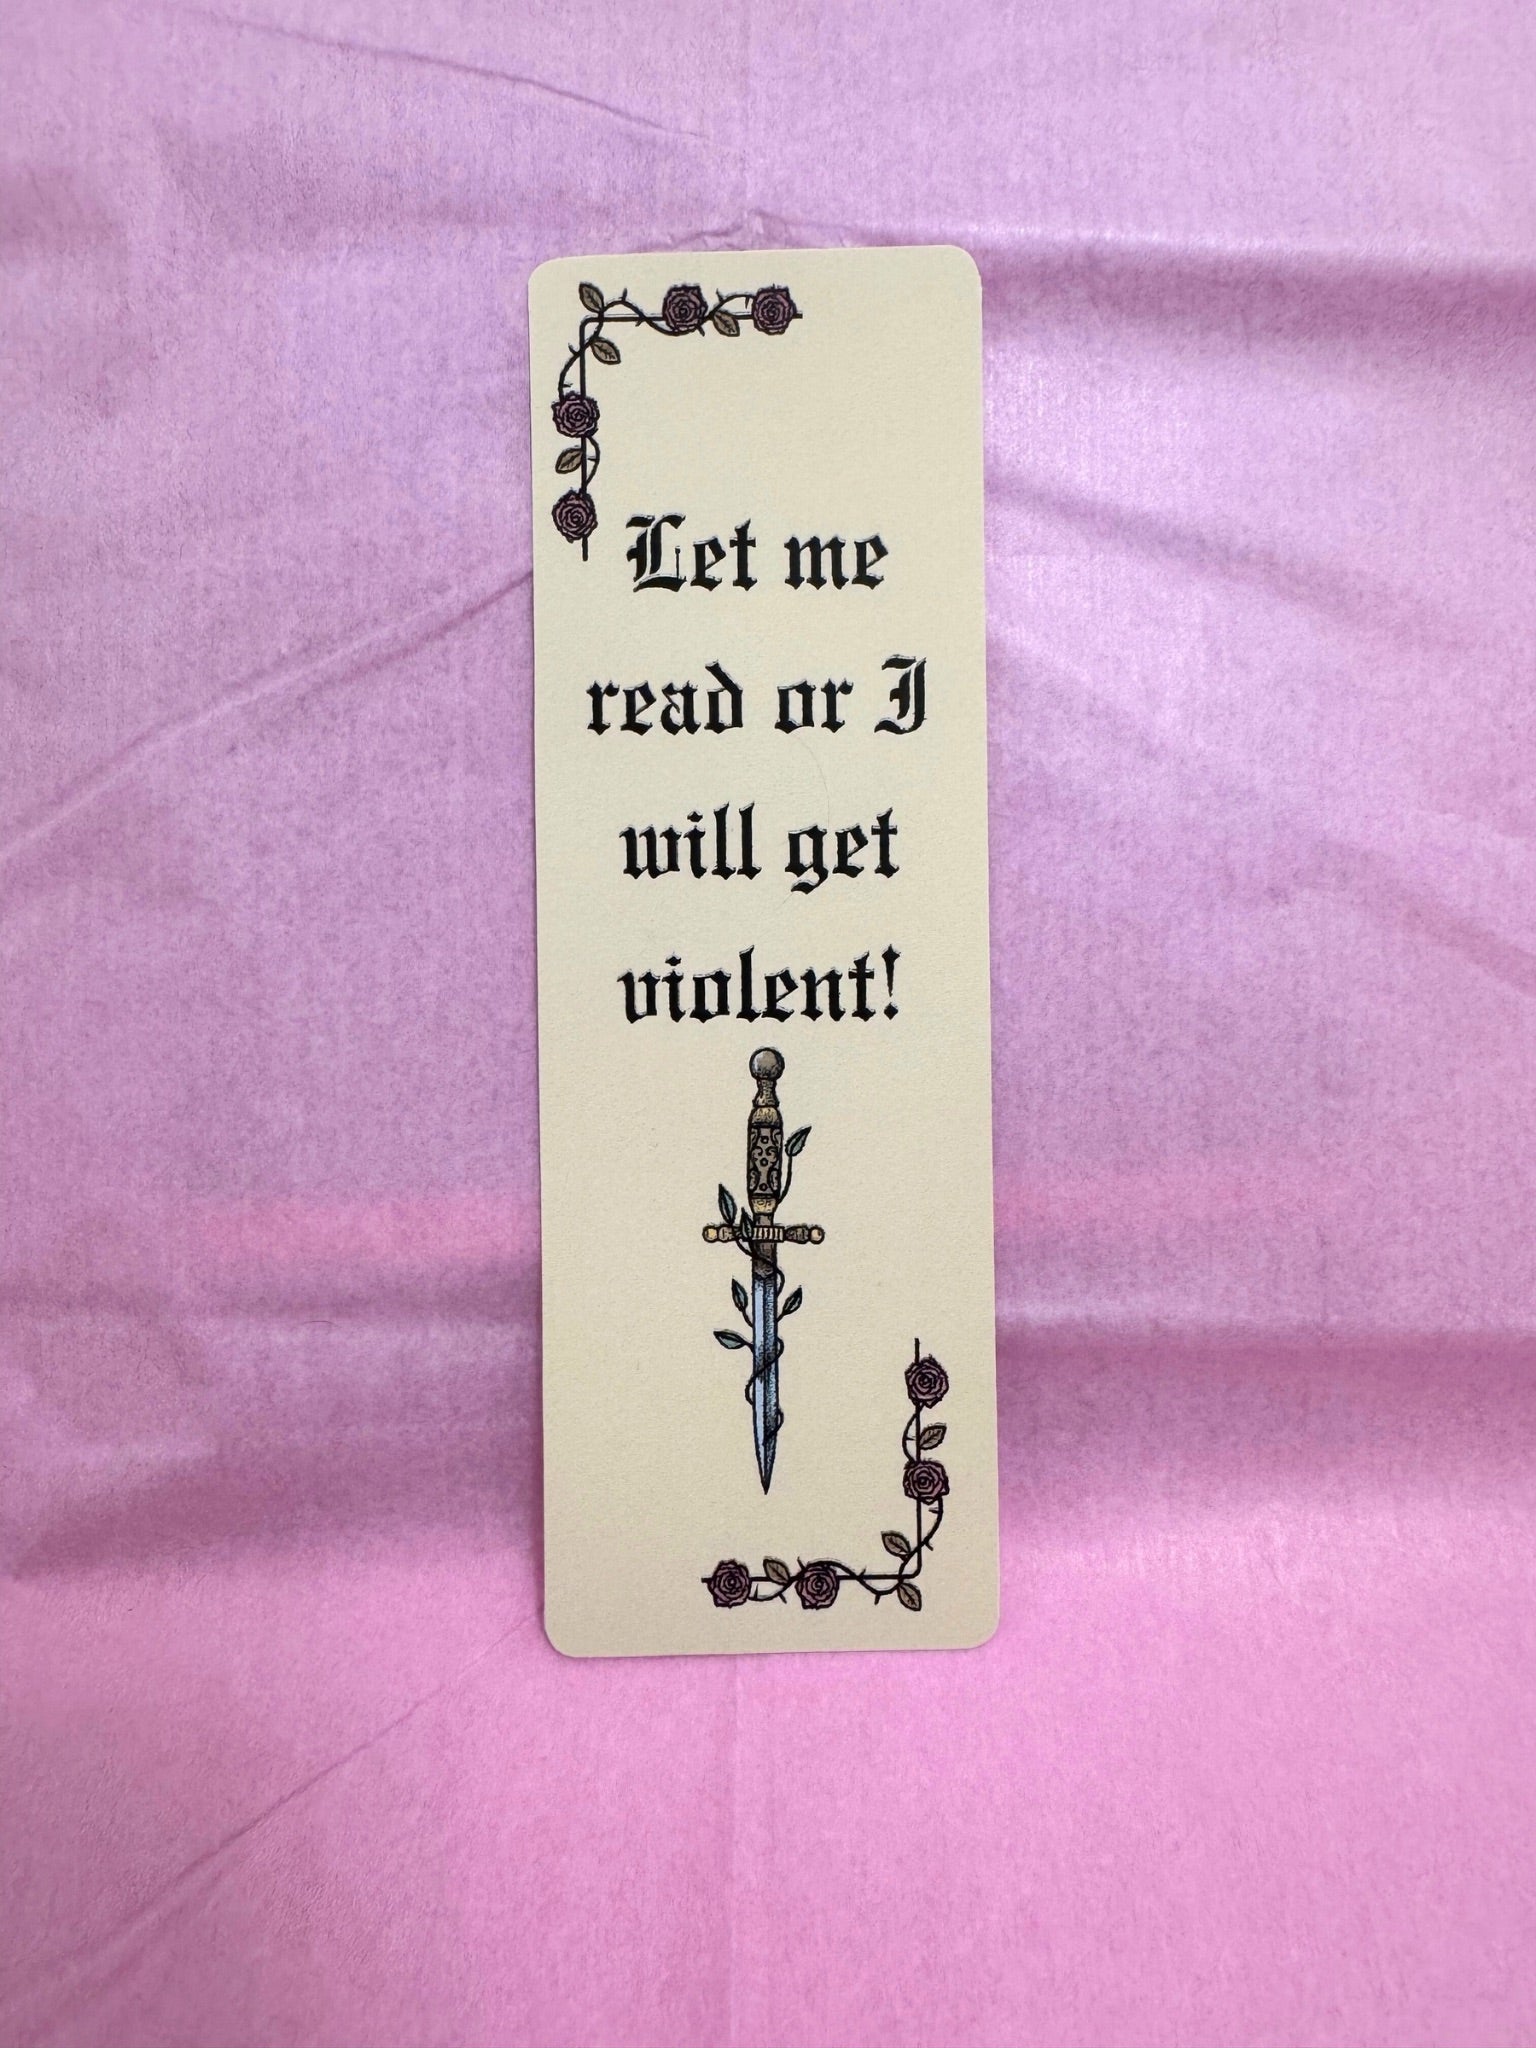 Let me
read or I
will get
violent!